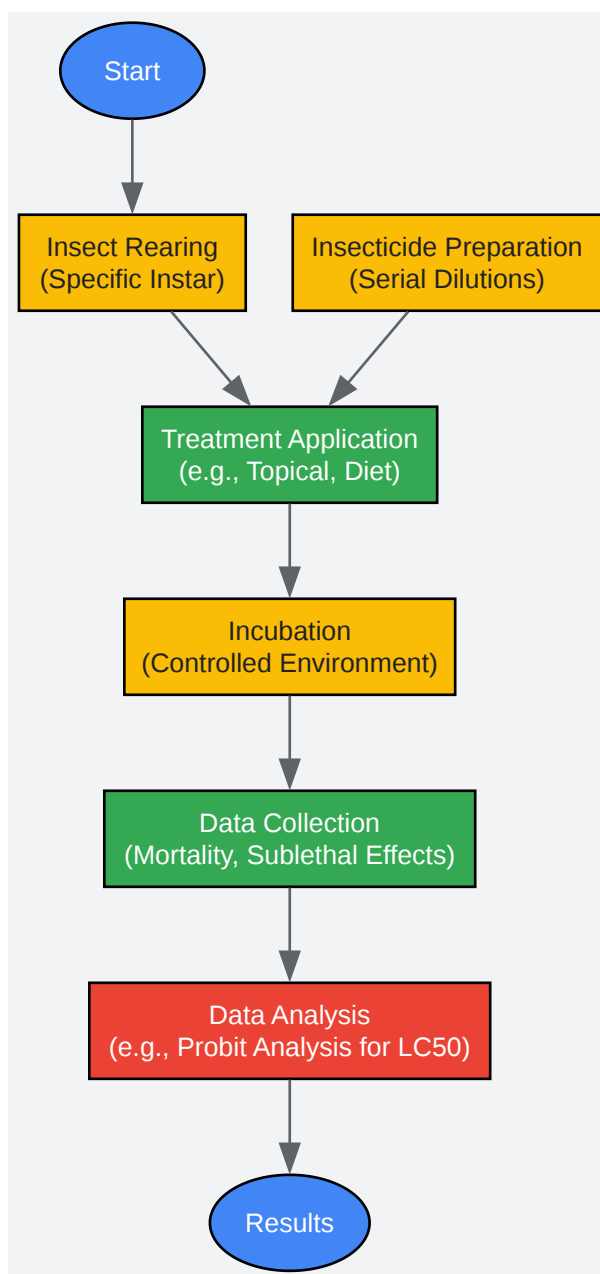 Start
Insect Rearing
(Specific Instar)
Insecticide Preparation
(Serial Dilutions)
Treatment Application
(e.g., Topical, Diet)
Incubation
(Controlled Environment)
Data Collection
(Mortality, Sublethal Effects)
Data Analysis
(e.g., Probit Analysis for LC50)
Results